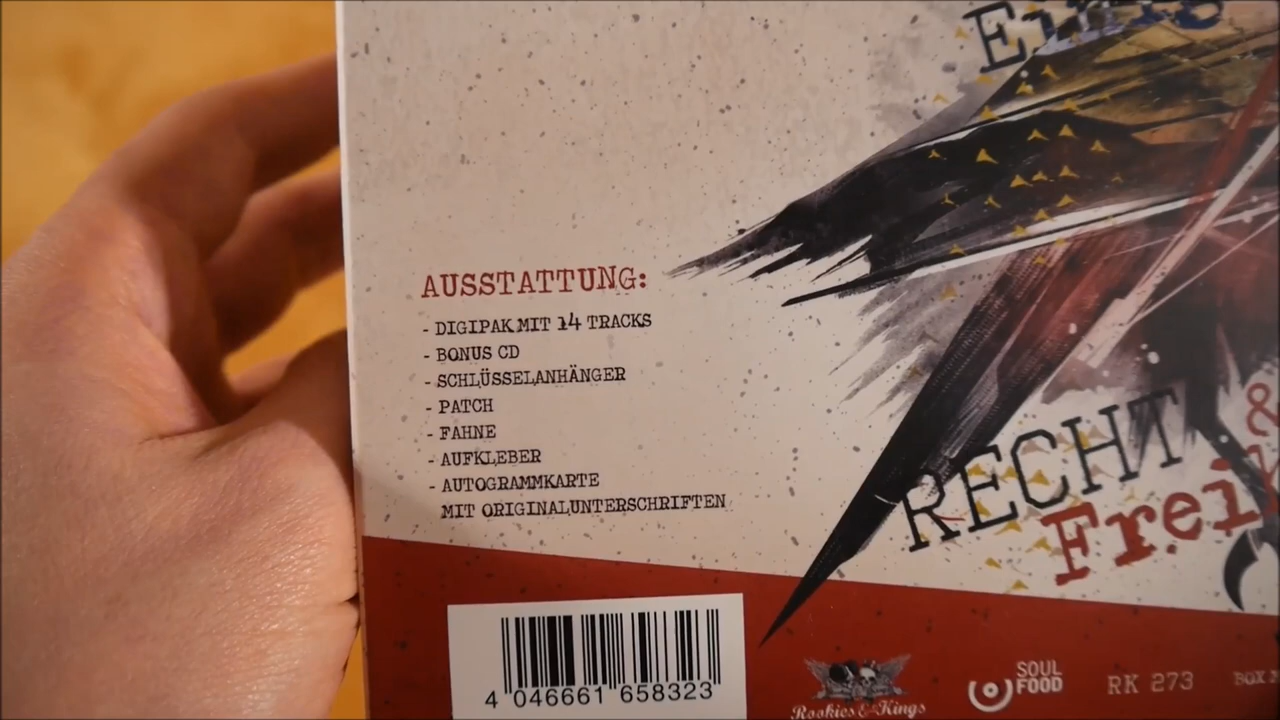 AUSSTATTUNG:
- DIGIPAK MIT 14 TRACKS
- BONUS CD
- SCHLÜSSELANHÄNGER
- PATCH
- FAHNE
- AUFKLEBER
- AUTOGRAMMKARTE
MIT ORIGINALUNTERSCHRIFTEN
RECHT &
4 046661 658323
Rookies & Kings
SOUL
FOOD
RK 273
BOX